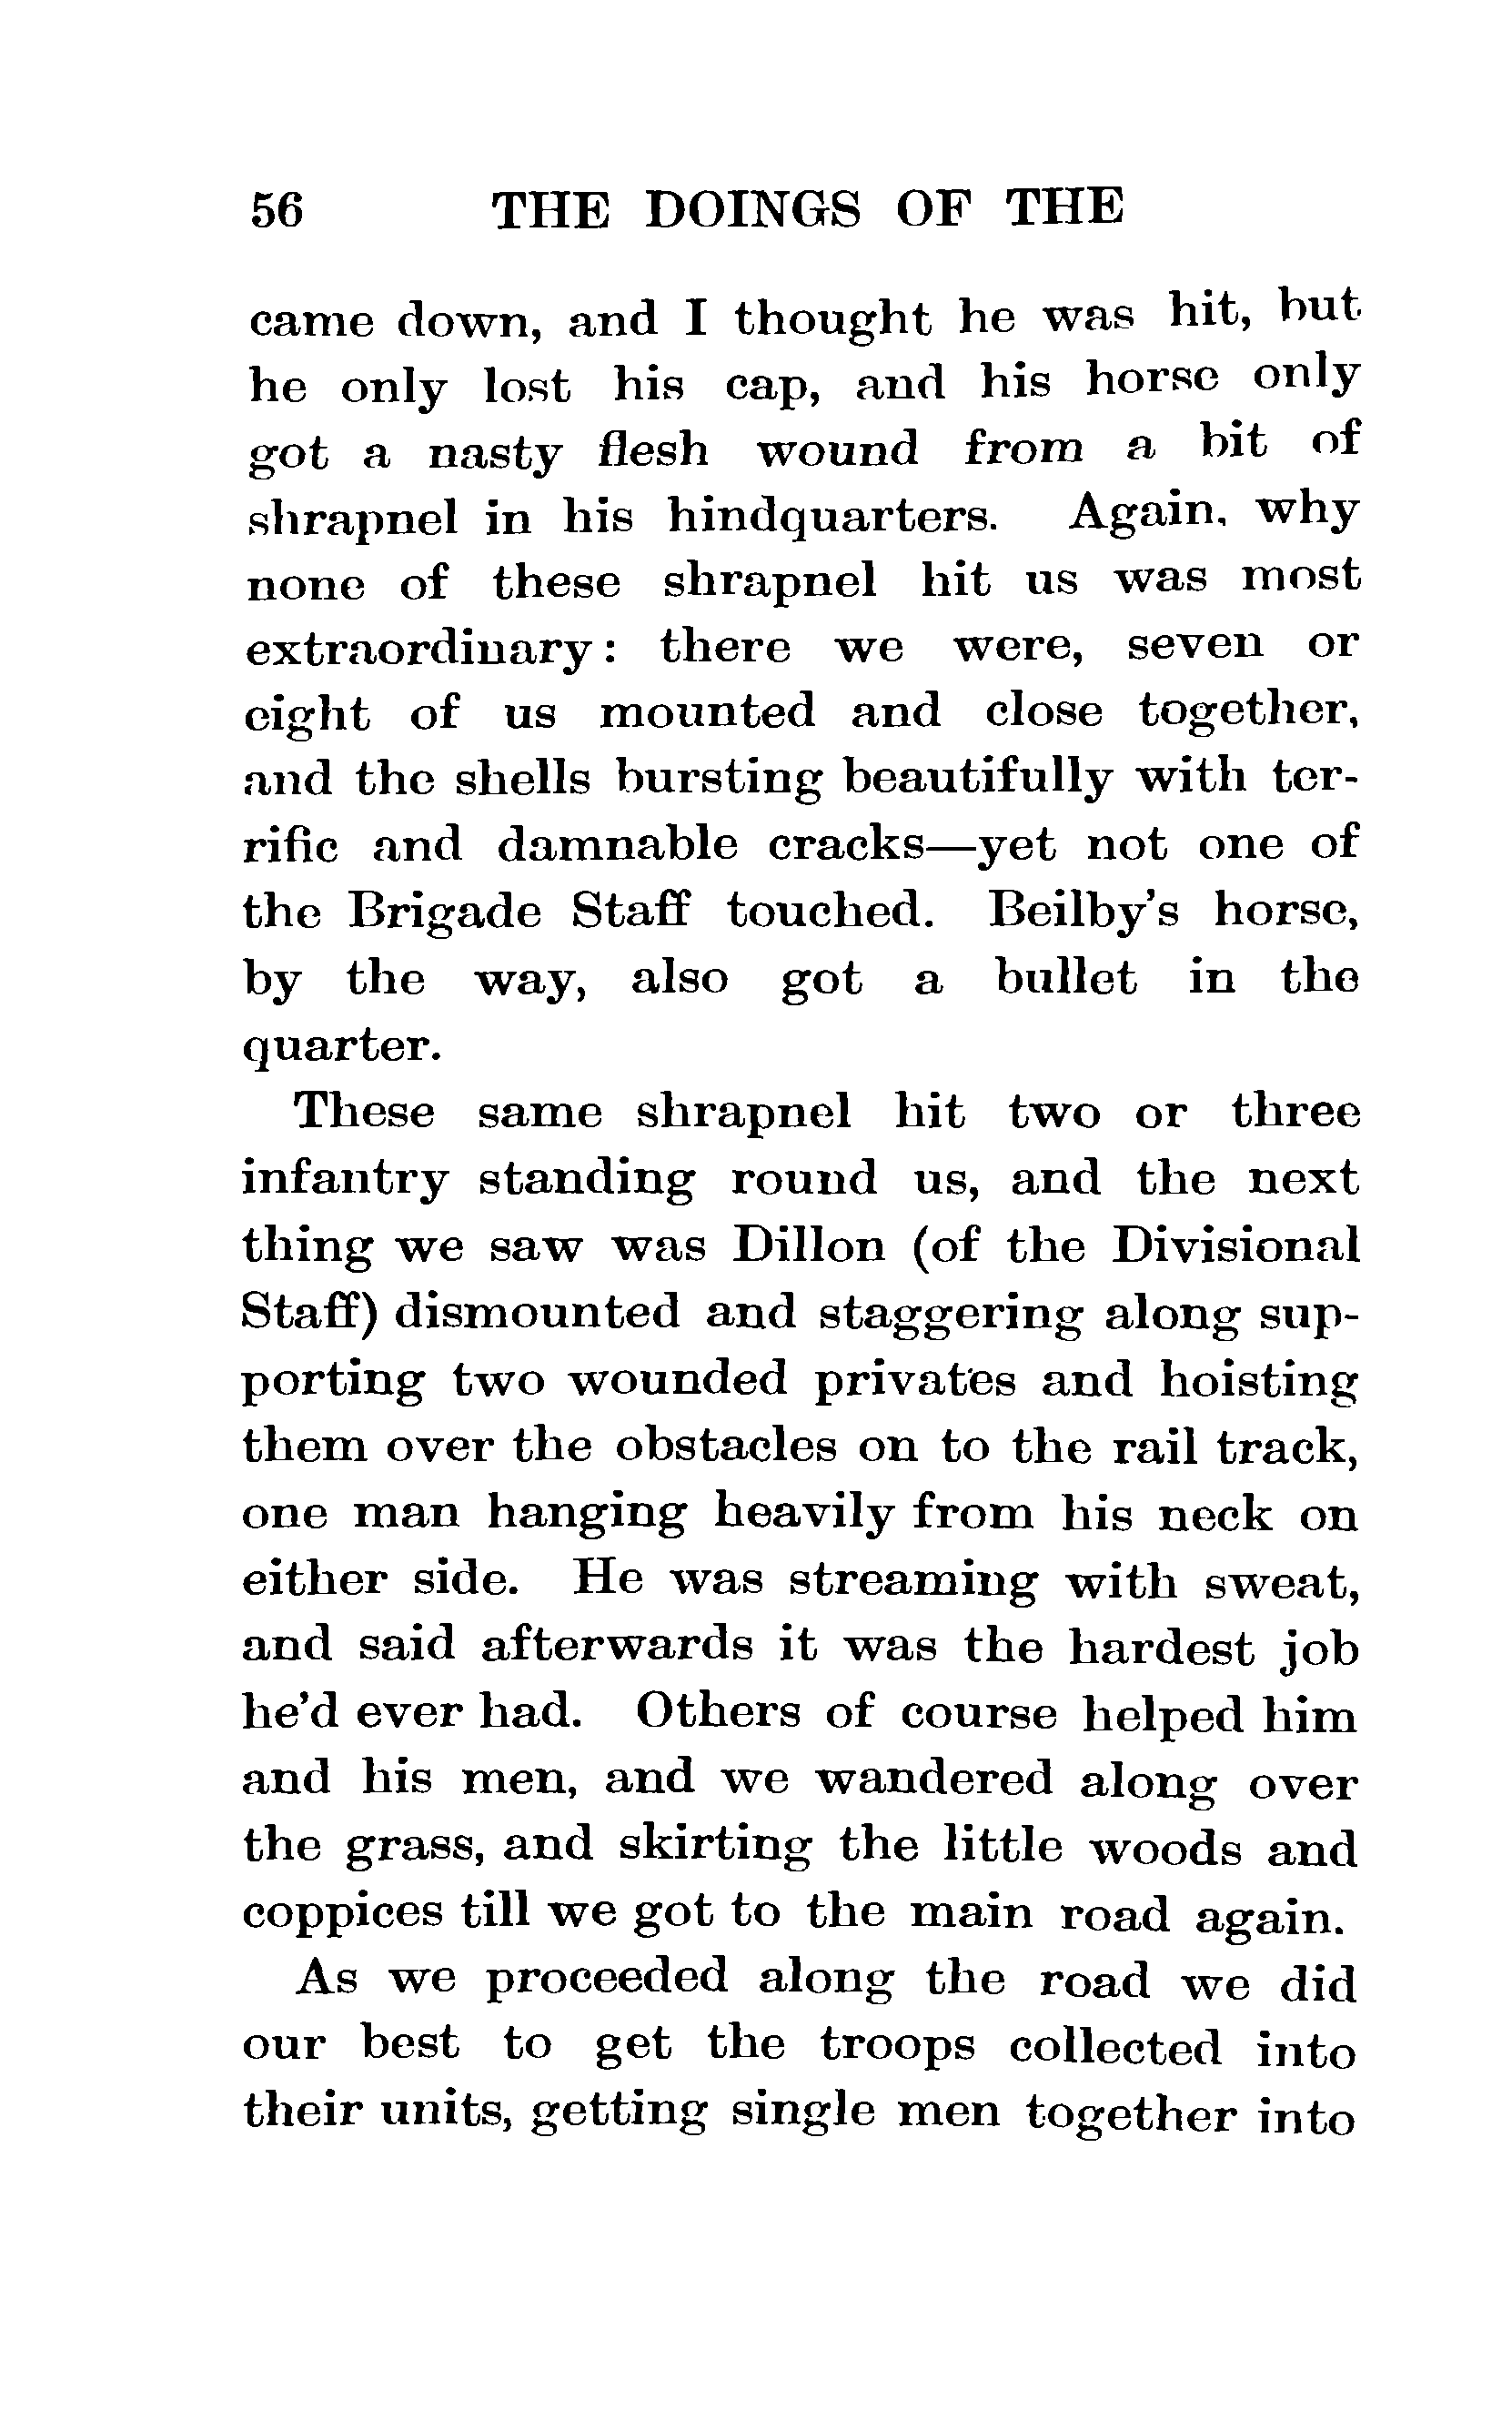 56 THE DOINGS OF THE
came down, and I thought he was hit, but
he only lost his cap, and his horse only
got a nasty flesh wound from a bit of
shrapnel in his hindquarters. Again, why
none of these shrapnel hit us was most
extraordinary: there we were, seven or
eight of us mounted and close together,
and the shells bursting beautifully with ter-
rific and damnable cracks—yet not one of
the Brigade Staff touched. Beilby's horse,
by the way, also got a bullet in the
quarter.
These same shrapnel hit two or three
infantry standing round us, and the next
thing we saw was Dillon (of the Divisional
Staff) dismounted and staggering along sup-
porting two wounded privates and hoisting
them over the obstacles on to the rail track,
one man hanging heavily from his neck on
either side. He was streaming with sweat,
and said afterwards it was the hardest job
he'd ever had. Others of course helped him
and his men, and we wandered along over
the grass, and skirting the little woods and
coppices till we got to the main road again.
As we proceeded along the road we did
our best to get the troops collected into
their units, getting single men together into